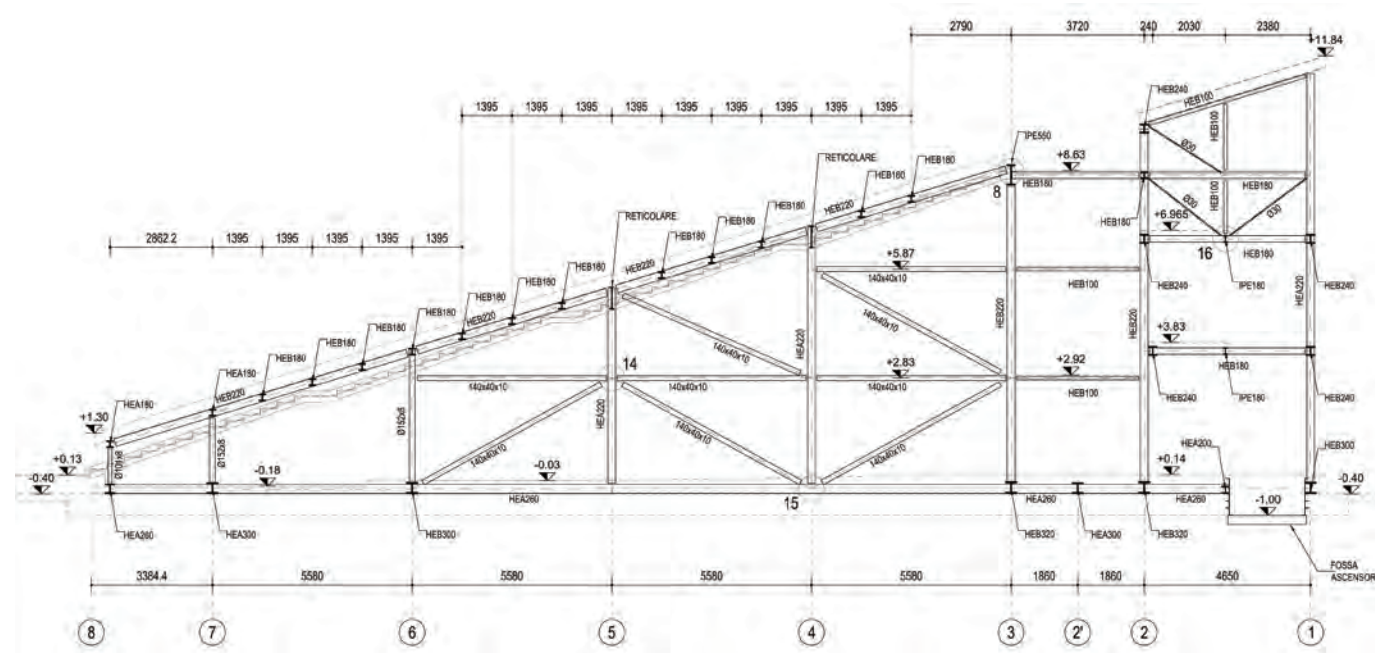 2790 3720 240 2030 2380
+11.84
1395 1395 1395 1395 1395 1395 1395 1395 1395
HEB240
HEB100
HEB100
Ø30
IPE550
+8.63
RETICOLARE
HEB180
HEB160
8
HEB180
HEB100
HEB180
Ø30
Ø30
HEB220
RETICOLARE
HEB180
+6.965
2862.2 1395 1395 1395 1395 1395
HEB180
HEB180
HEB180
16
HEB180
HEB220
+5.87
HEB180
140x40x10
HEB100
HEB240
IPE180
HEB240
HEA220
HEB180
HEB180
HEB220
HEB180
140x40x10
HEA220
140x40x10
HEB220
HEB220
+3.83
HEB180
HEB180
14
+2.83
+2.92
HEB180
HEA180
HEB220
140x40x10
140x40x10
140x40x10
HEB100
HEB240
IPE180
HEB240
HEA180
+1.30
Ø152x8
Ø152x8
140x40x10
HEA220
140x40x10
140x40x10
HEA200
HEB300
+0.13
-0.18
-0.03
+0.14
-0.40
-0.40
HEA260
15
HEA260
HEA260
-1.00
HEA260
HEA300
HEB300
HEB320
HEA300
HEB320
3384.4 5580 5580 5580 5580 1860 1860 4650
FOSSA
ASCENSOR
8 7 6 5 4 3 2' 2 1